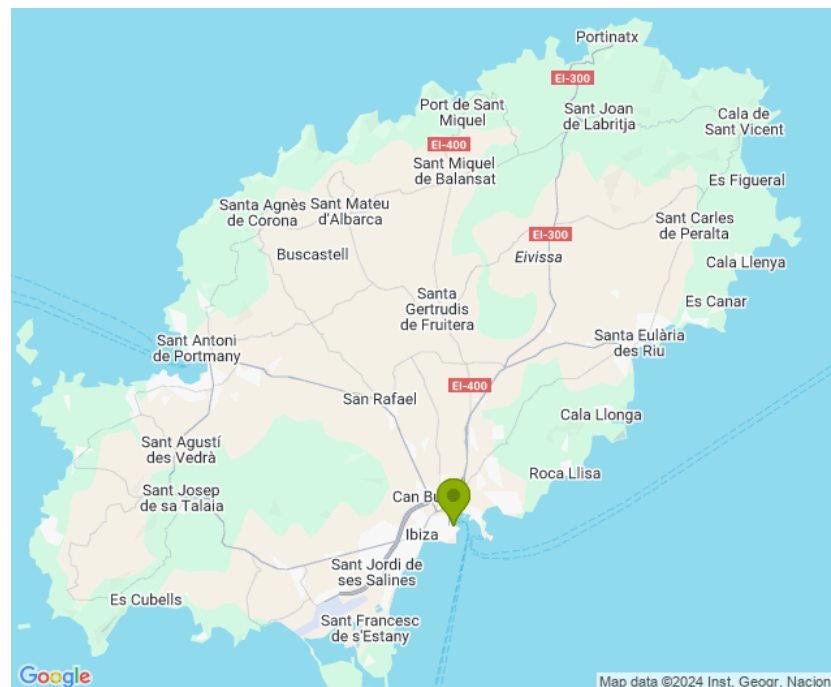 Portinatx
EI-300
Port de Sant
Miquel
Sant Joan
de Labritja
Cala de
Sant Vicent
EI-400
Sant Miquel
de Balansat
Es Figueral
Santa Agnès
de Corona
Sant Mateu
d'Albarca
Sant Carles
de Peralta
EI-300
Buscastell
Eivissa
Cala Llenya
Santa
Gertrudis
de Fruitera
Es Canar
Sant Antoni
de Portmany
Santa Eulària
des Riu
EI-400
San Rafael
Cala Llonga
Sant Agustí
des Vedrà
Roca Llisa
Sant Josep
de sa Talaia
Can Bu
Ibiza
Sant Jordi de
ses Salines
Es Cubells
Sant Francesc
de s'Estany
Google
Map data ©2024 Inst. Geogr. Nacion